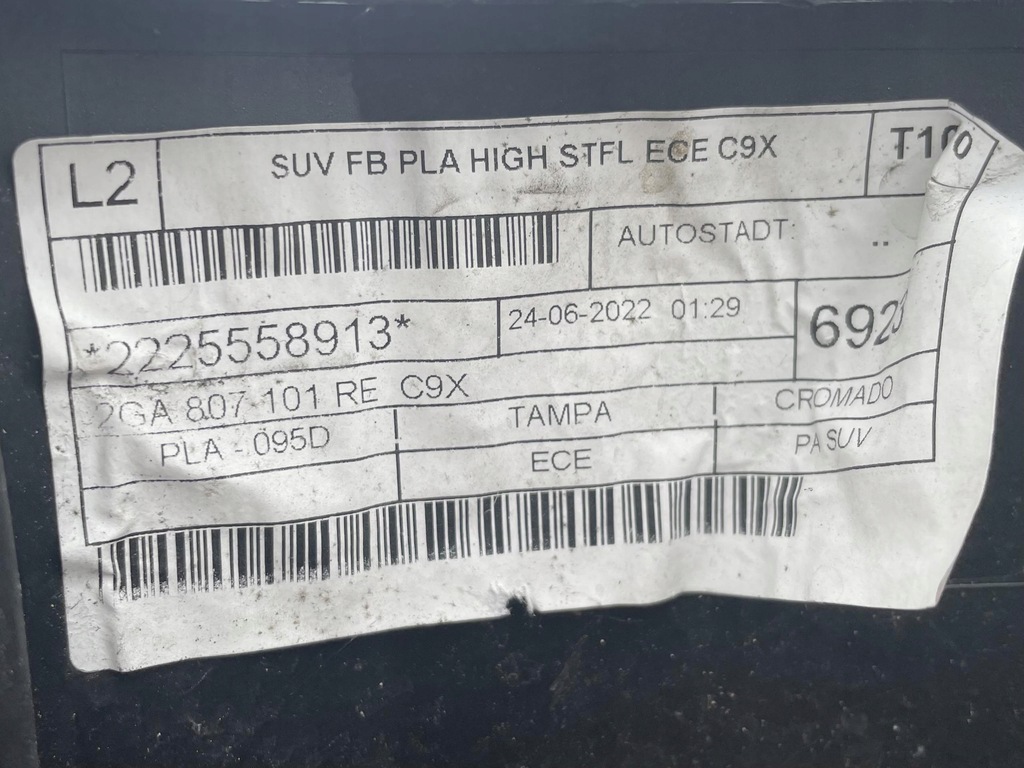 L2
SUV FB PLA HIGH STFL ECE C9X
AUTOSTADT: ..
*2225558913*
24-06-2022 01:29
2GA 807 101 RE C9X
TAMPA
CROMADO
PLA - 095D
ECE
PA SUV